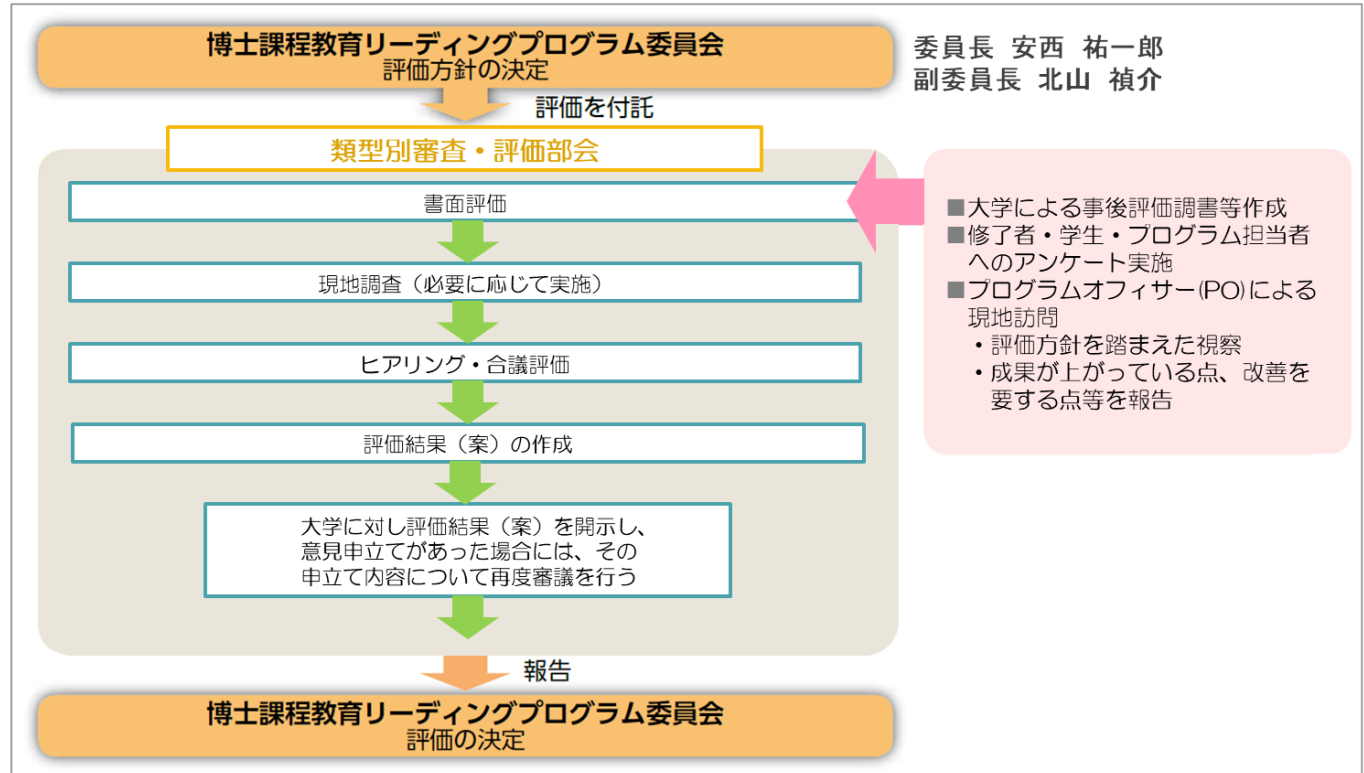 博士課程教育リーディングプログラム委員会
評価方針の決定
委員長 安西 祐一郎
副委員長 北山 禎介
評価を付託
類型別審査・評価部会
書面評価
現地調査（必要に応じて実施）
ヒアリング・合議評価
評価結果（案）の作成
大学に対し評価結果（案）を開示し、
意見申立てがあった場合には、その
申立て内容について再度審議を行う
■大学による事後評価調書等作成
■修了者・学生・プログラム担当者
へのアンケート実施
■プログラムオフィサー(PO)による
現地訪問
・評価方針を踏まえた視察
・成果が上がっている点、改善を
要する点等を報告
報告
博士課程教育リーディングプログラム委員会
評価の決定